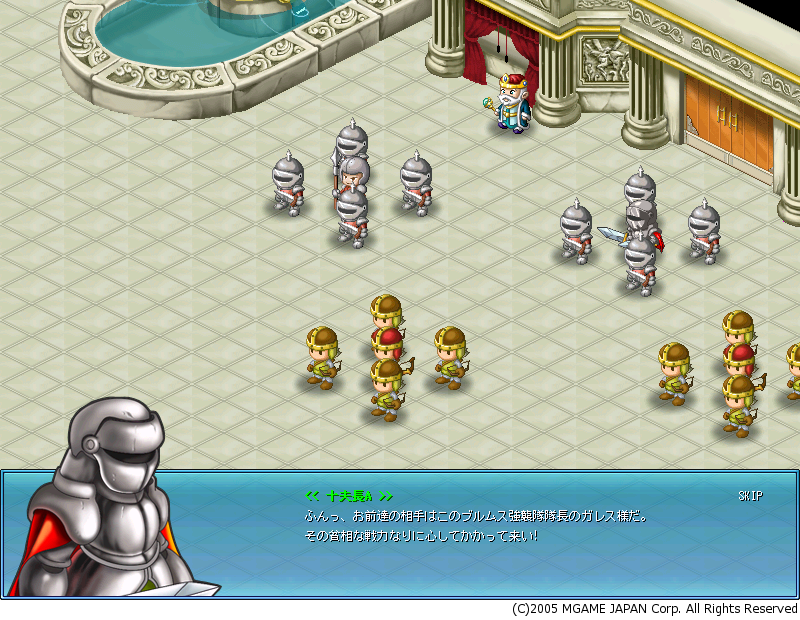 << 十夫長A >>
SKIP
ふんっ、お前達の相手はこのブルムス強襲隊隊長のガレス様だ。
その貧相な戦力なりに心してかかって来い!
(C)2005 MGAME JAPAN Corp. All Rights Reserved